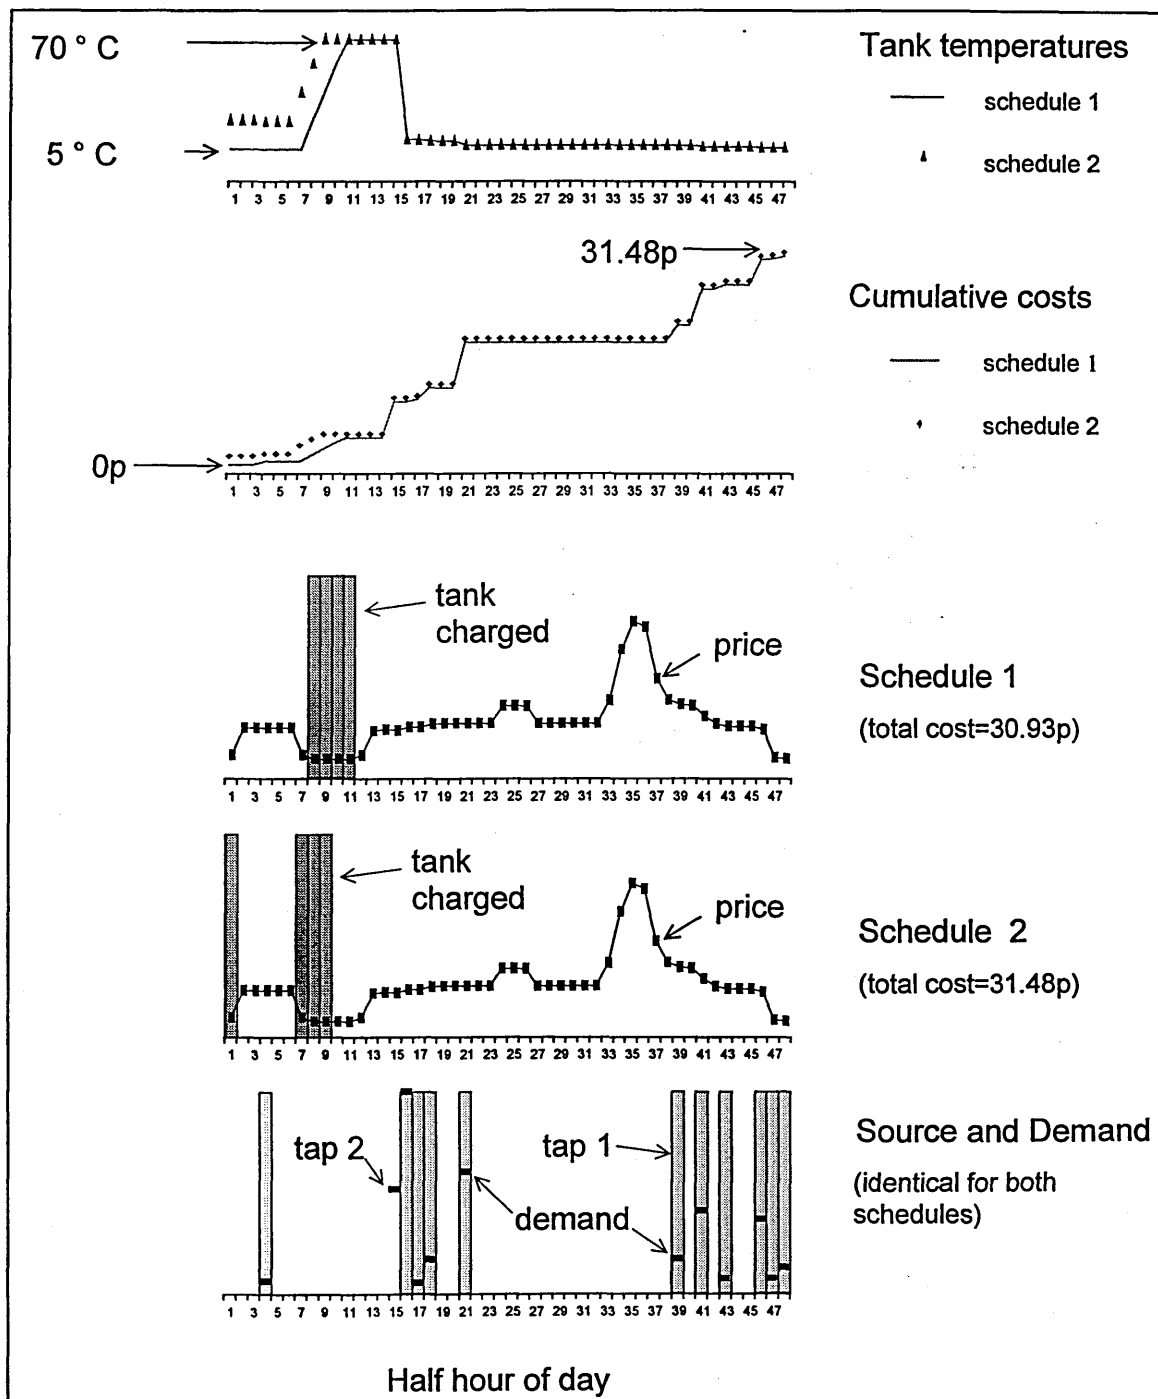 70 ° C
5 ° C
Tank temperatures
schedule 1
schedule 2
1 3 5 7 9 11 13 15 17 19 21 23 25 27 29 31 33 35 37 39 41 43 45 47
31.48p
0p
Cumulative costs
schedule 1
schedule 2
1 3 5 7 9 11 13 15 17 19 21 23 25 27 29 31 33 35 37 39 41 43 45 47
tank
charged
price
Schedule 1
(total cost=30.93p)
1 3 5 7 9 11 13 15 17 19 21 23 25 27 29 31 33 35 37 39 41 43 45 47
tank
charged
price
Schedule 2
(total cost=31.48p)
1 3 5 7 9 11 13 15 17 19 21 23 25 27 29 31 33 35 37 39 41 43 45 47
tap 2
tap 1
demand
Source and Demand
(identical for both
schedules)
1 3 5 7 9 11 13 15 17 19 21 23 25 27 29 31 33 35 37 39 41 43 45 47
Half hour of day